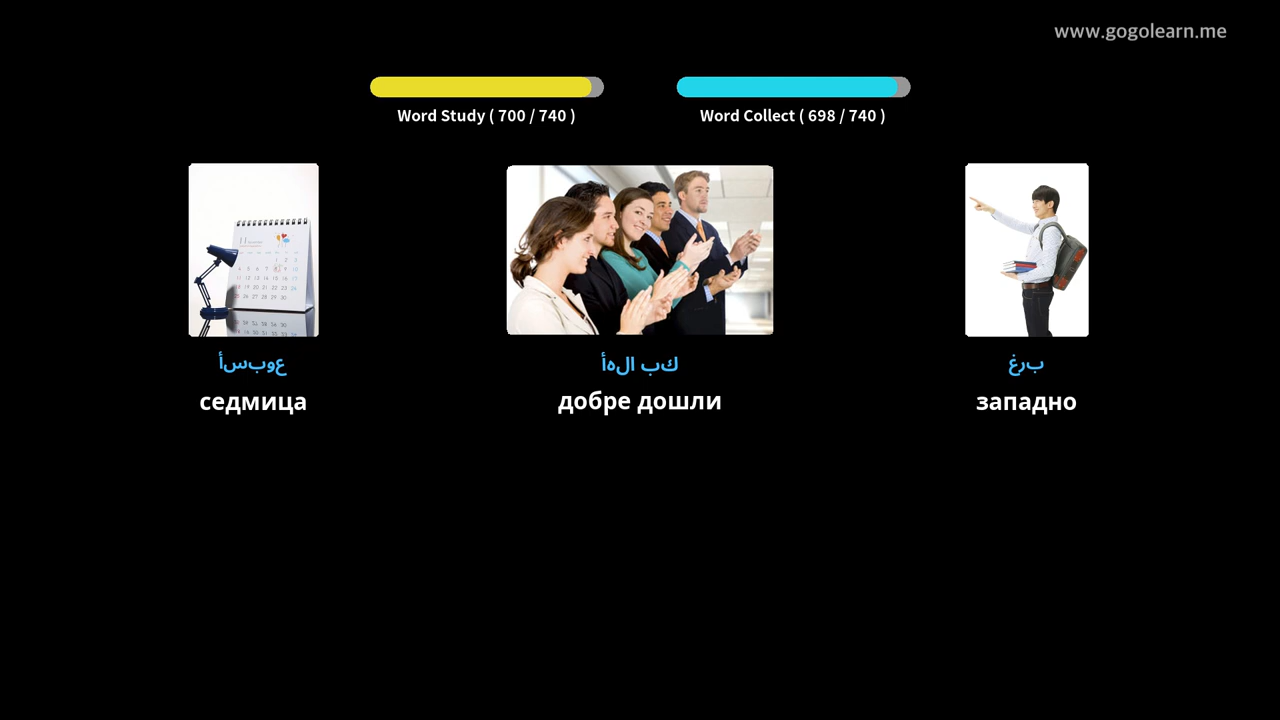 www.gogolearn.me
Word Study ( 700 / 740 )
Word Collect ( 698 / 740 )
عوبسأ
كب الهأ
برغ
седмица
добре дошли
западно